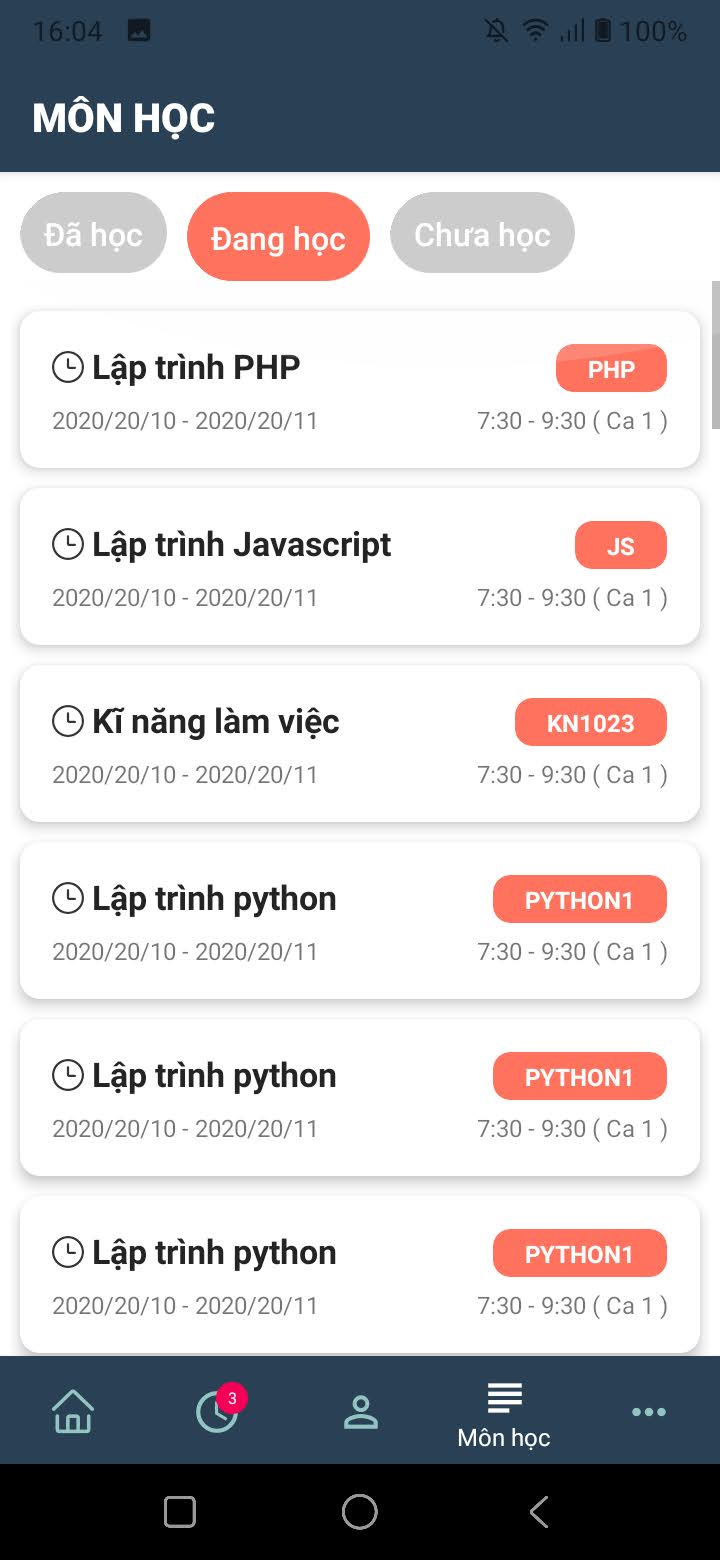 16:04 100%
MÔN HỌC
Đã học Đang học Chưa học
Lập trình PHP PHP
2020/20/10 - 2020/20/11 7:30 - 9:30 ( Ca 1 )
Lập trình Javascript JS
2020/20/10 - 2020/20/11 7:30 - 9:30 ( Ca 1 )
Kĩ năng làm việc KN1023
2020/20/10 - 2020/20/11 7:30 - 9:30 ( Ca 1 )
Lập trình python PYTHON1
2020/20/10 - 2020/20/11 7:30 - 9:30 ( Ca 1 )
Lập trình python PYTHON1
2020/20/10 - 2020/20/11 7:30 - 9:30 ( Ca 1 )
Lập trình python PYTHON1
2020/20/10 - 2020/20/11 7:30 - 9:30 ( Ca 1 )
3
Môn học